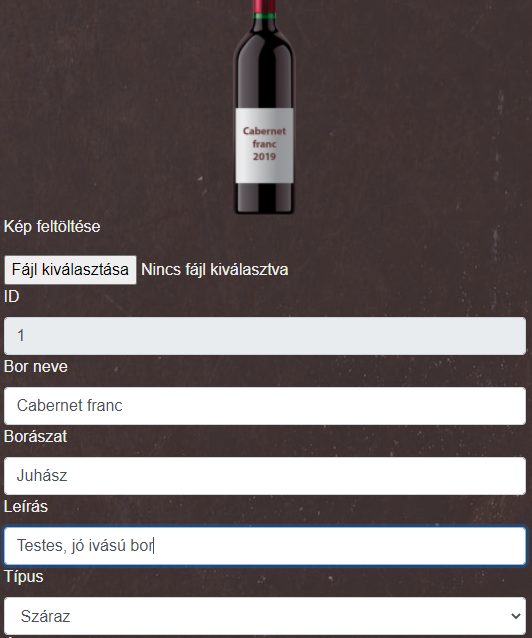 Cabernet
franc
2019
Kép feltöltése
Fájl kiválasztása Nincs fájl kiválasztva
ID
1
Bor neve
Cabernet franc
Borászat
Juhász
Leírás
Testes, jó ivású bor
Típus
Száraz